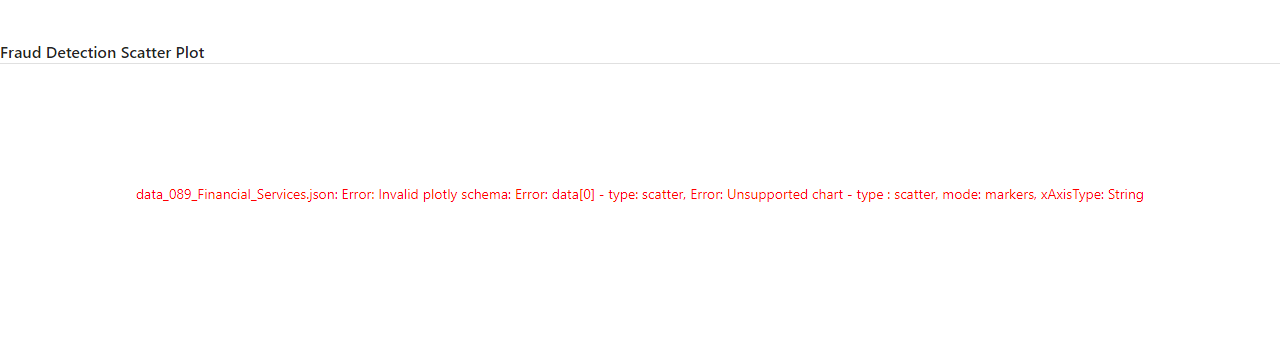 Fraud Detection Scatter Plot
data_089_Financial_Services.json: Error: Invalid plotly schema: Error: data[0] - type: scatter, Error: Unsupported chart - type : scatter, mode: markers, xAxisType: String